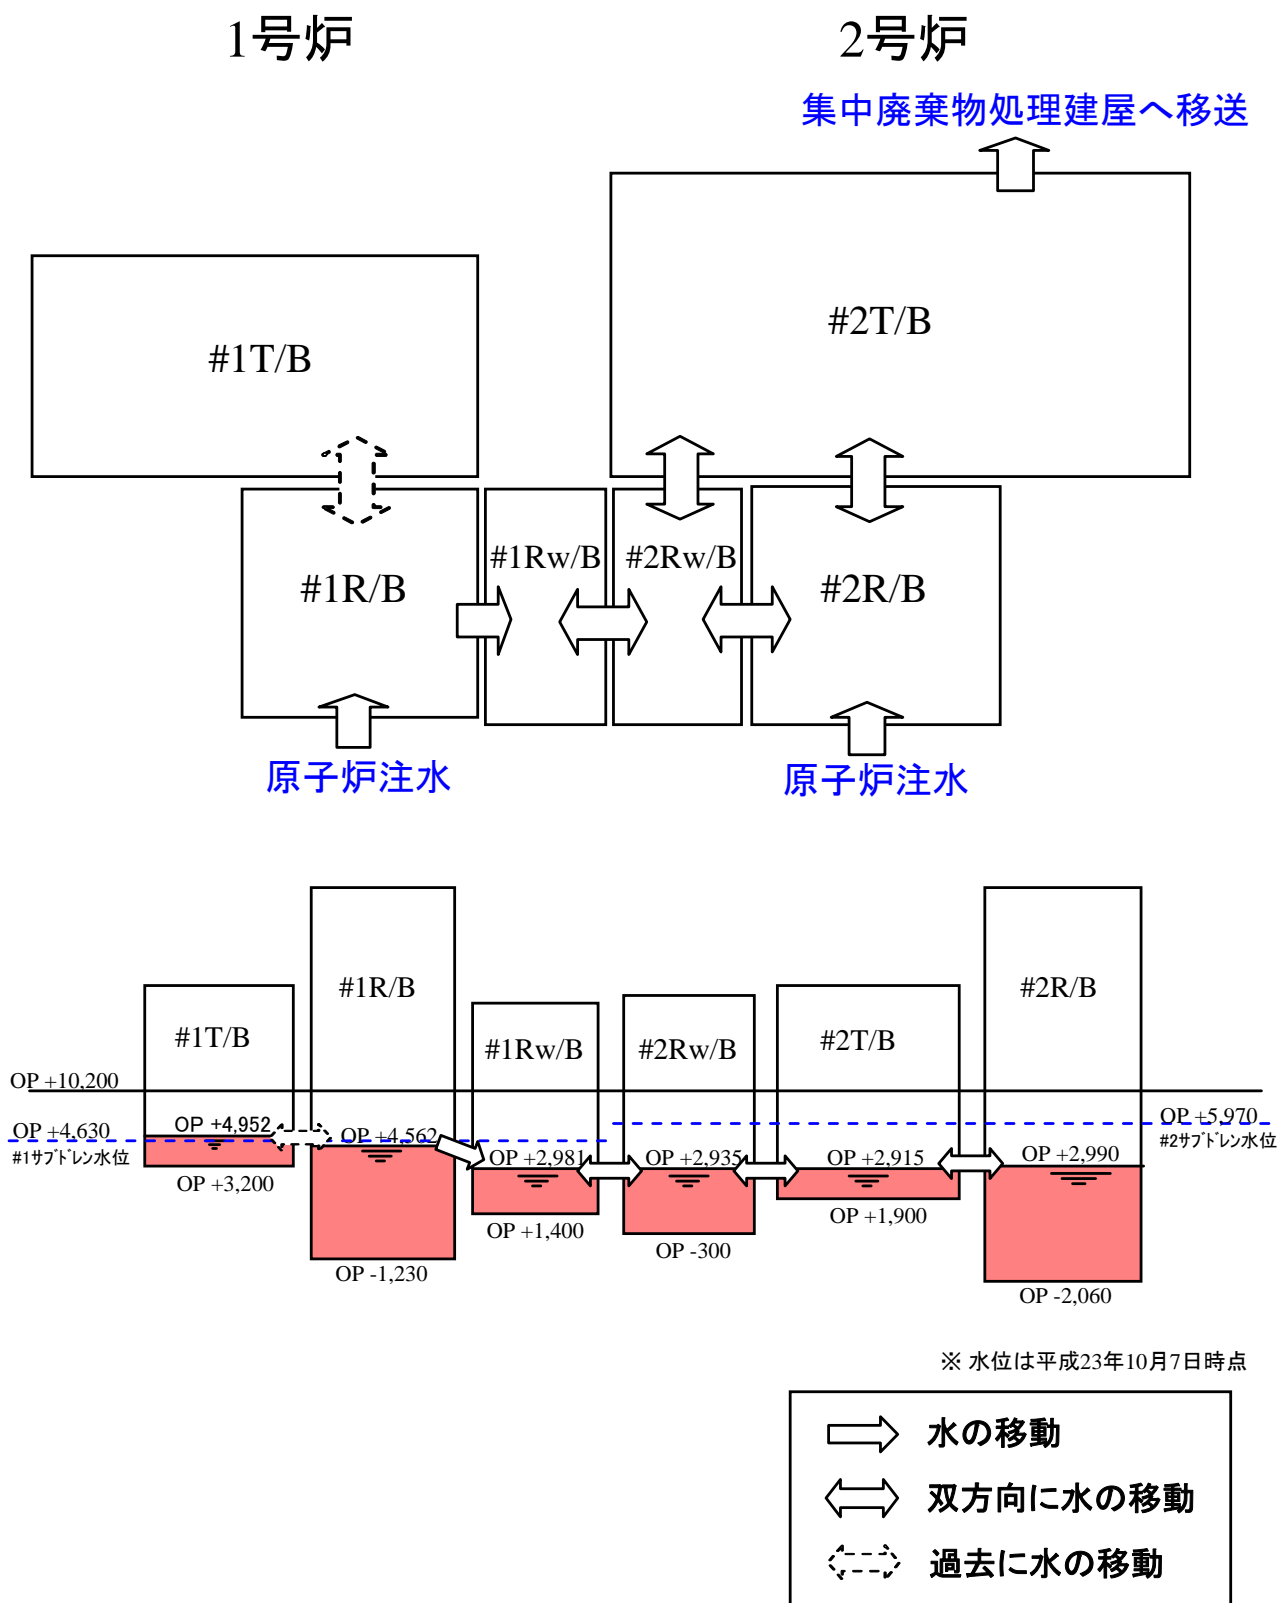 1号炉
2号炉
集中廃棄物処理建屋へ移送
#1T/B
#2T/B
#1R/B
#1Rw/B
#2Rw/B
#2R/B
原子炉注水
原子炉注水
#1T/B
#1R/B
#1Rw/B
#2Rw/B
#2T/B
#2R/B
OP +10,200
OP +4,630
#1サブドレン水位
OP +5,970
#2サブドレン水位
OP +4,952
OP +4,562
OP +2,981
OP +2,935
OP +2,915
OP +2,990
OP +3,200
OP -1,230
OP +1,400
OP -300
OP +1,900
OP -2,060
※ 水位は平成23年10月7日時点
水の移動
双方向に水の移動
過去に水の移動